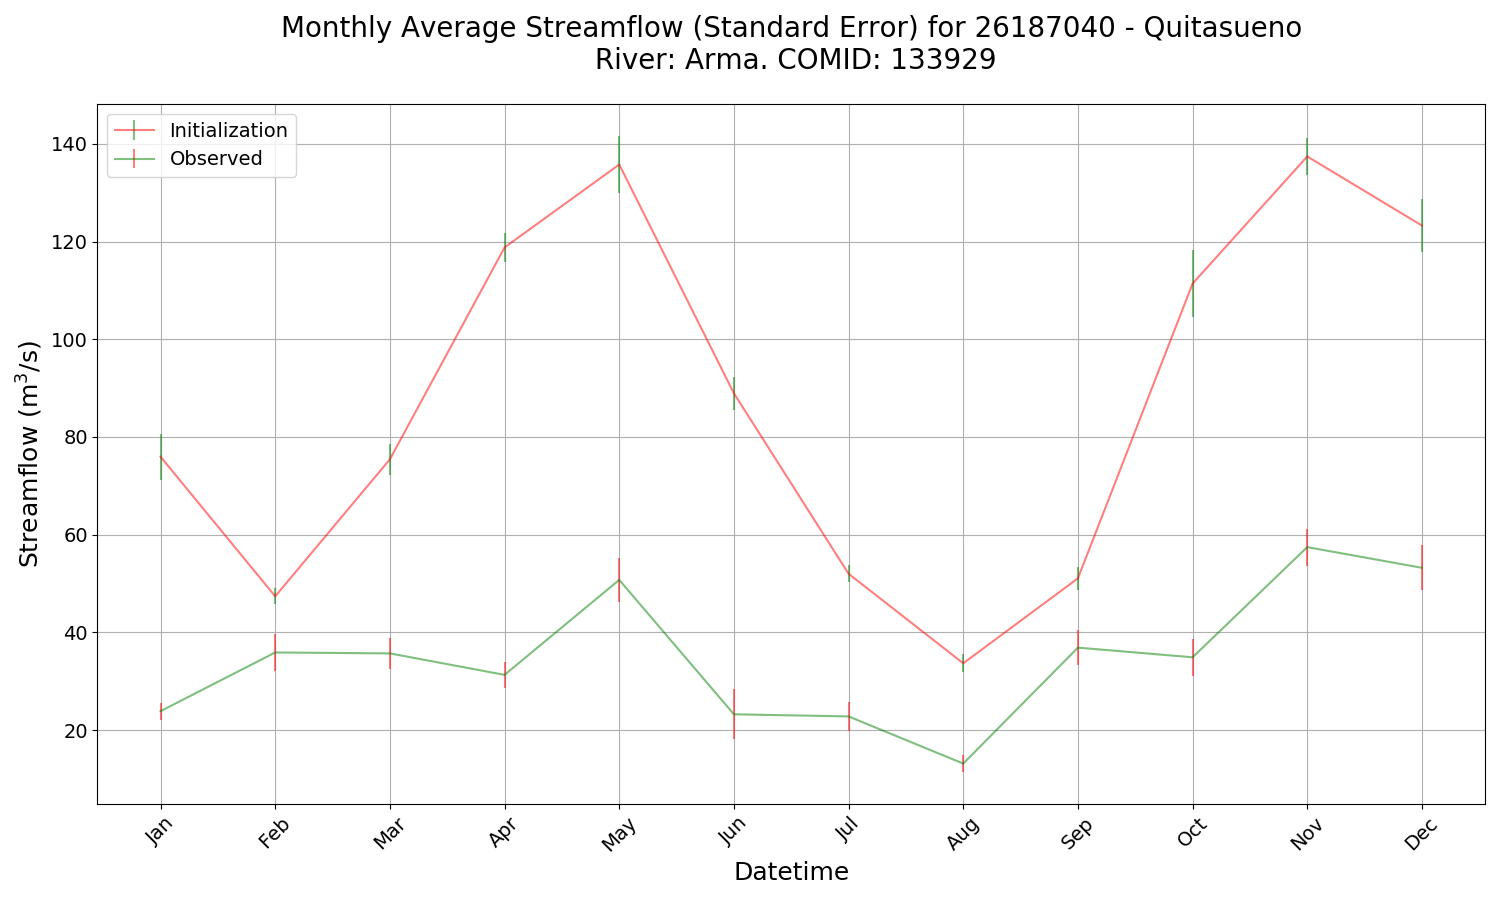 Monthly Average Streamflow (Standard Error) for 26187040 - Quitasueno
River: Arma. COMID: 133929
Initialization
Observed
Streamflow (m³/s)
140
120
100
80
60
40
20
Jan
Feb
Mar
Apr
May
Jun
Jul
Aug
Sep
Oct
Nov
Dec
Datetime